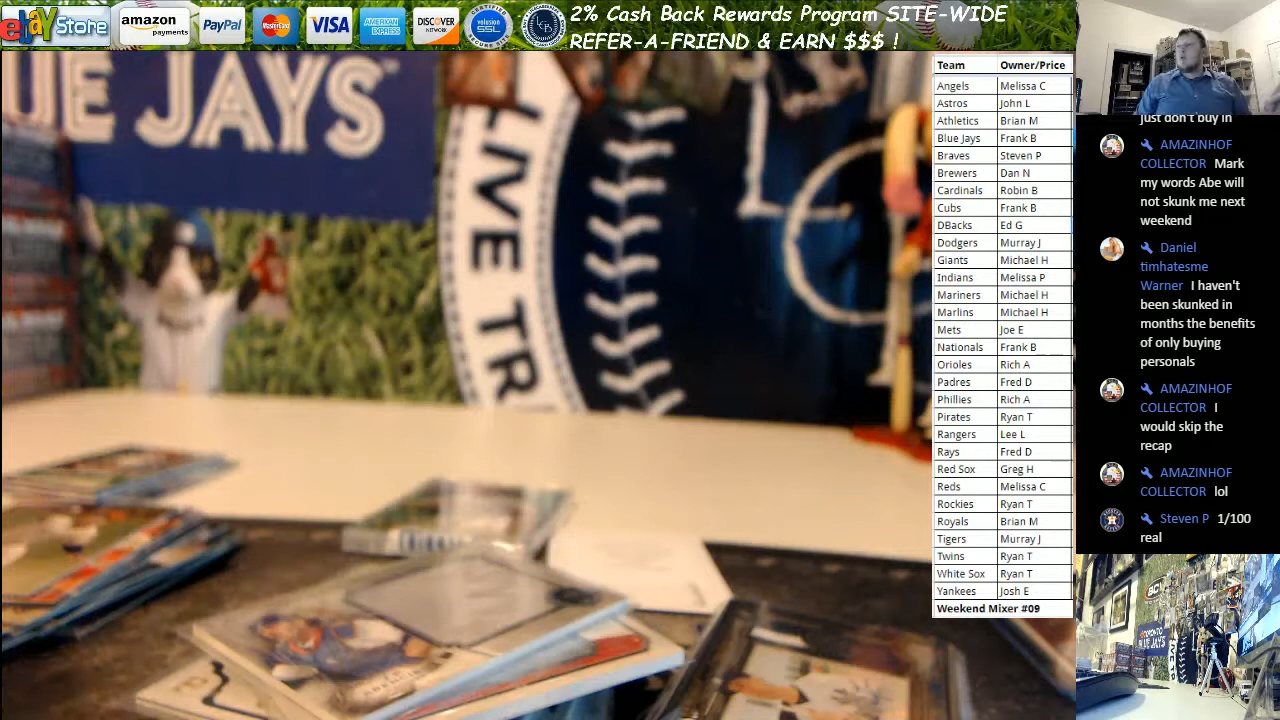 ebay Store
amazon
payments
PayPal
MasterCard
VISA
AMERICAN
EXPRESS
DISCOVER
NETWORK
volusion
SSL
2% Cash Back Rewards Program SITE-WIDE
REFER-A-FRIEND & EARN $$$ !
UE JAYS
LIVE TR
Team Owner/Price
Angels Melissa C
Astros John L
Athletics Brian M
Blue Jays Frank B
Braves Steven P
Brewers Dan N
Cardinals Robin B
Cubs Frank B
DBacks Ed G
Dodgers Murray J
Giants Michael H
Indians Melissa P
Mariners Michael H
Marlins Michael H
Mets Joe E
Nationals Frank B
Orioles Rich A
Padres Fred D
Phillies Rich A
Pirates Ryan T
Rangers Lee L
Rays Fred D
Red Sox Greg H
Reds Melissa C
Rockies Ryan T
Royals Brian M
Tigers Murray J
Twins Ryan T
White Sox Ryan T
Yankees Josh E
Weekend Mixer #09
just don't buy in
AMAZINHOF
COLLECTOR Mark
my words Abe will
not skunk me next
weekend
Daniel
timhatesme
Warner I haven't
been skunked in
months the benefits
of only buying
personals
AMAZINHOF
COLLECTOR I
would skip the
recap
AMAZINHOF
COLLECTOR lol
Steven P 1/100
real